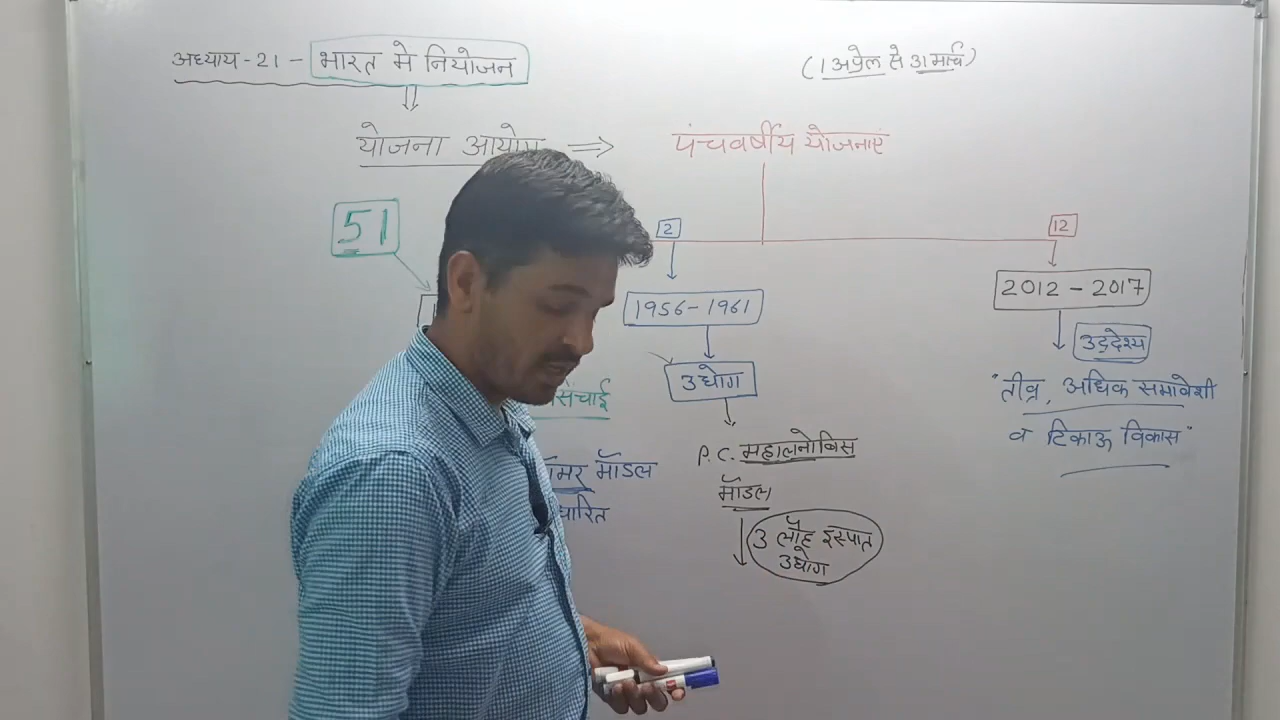 अध्याय-21 - भारत मे नियोजन
(1 अप्रेल से 31 मार्च)
योजना आयोग ⇒ पंचवर्षीय योजनाएं
51
2
12
1956-1961
2012 - 2017
उद्योग
उद्देश्य
"तीव्र, अधिक समावेशी
व टिकाऊ विकास"
P.C. महालनोबिस
मॉडल
मॉडल
3 लौह इस्पात
उद्योग